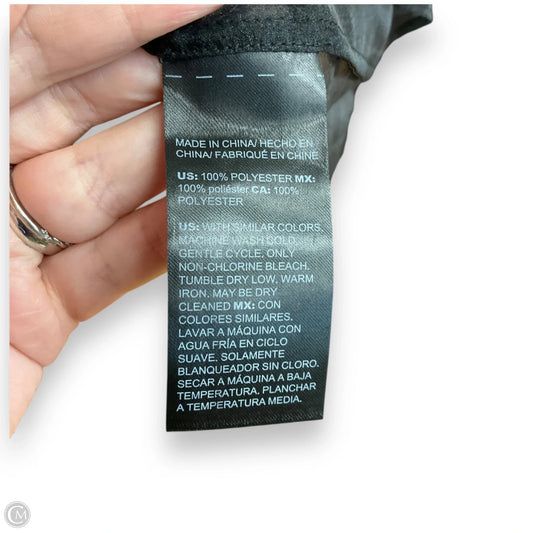 MADE IN CHINA/ HECHO EN
CHINA/ FABRIQUÉ EN CHINE
US: 100% POLYESTER MX:
100% poliéster CA: 100%
POLYESTER
US: WITH SIMILAR COLORS.
MACHINE WASH COLD,
GENTLE CYCLE. ONLY
NON-CHLORINE BLEACH.
TUMBLE DRY LOW. WARM
IRON. MAY BE DRY
CLEANED MX: CON
COLORES SIMILARES.
LAVAR A MÁQUINA CON
AGUA FRÍA EN CICLO
SUAVE. SOLAMENTE
BLANQUEADOR SIN CLORO.
SECAR A MÁQUINA A BAJA
TEMPERATURA. PLANCHAR
A TEMPERATURA MEDIA.
CM